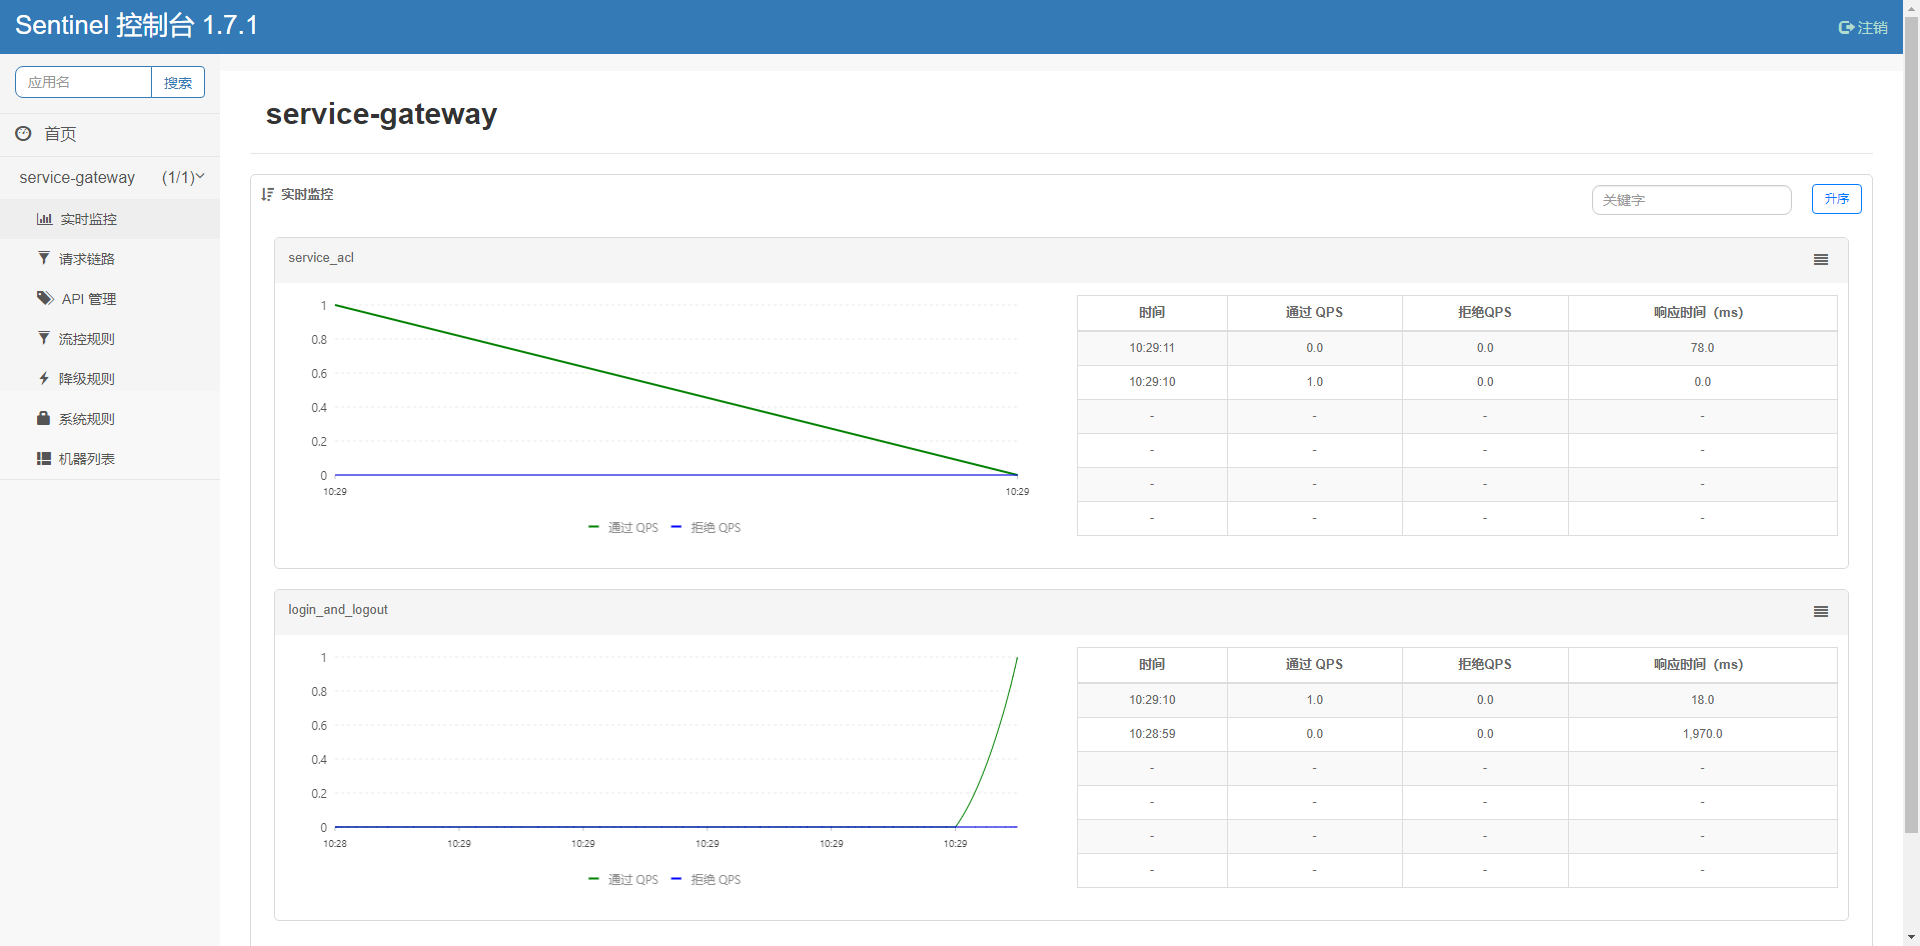 Sentinel 控制台 1.7.1
注销
应用名 搜索
首页
service-gateway (1/1)
实时监控
请求链路
API 管理
流控规则
降级规则
系统规则
机器列表
service-gateway
实时监控 关键字 升序
service_acl
1
0.8
0.6
0.4
0.2
0
10:29 10:29
通过 QPS 拒绝 QPS
时间 通过 QPS 拒绝QPS 响应时间（ms）
10:29:11 0.0 0.0 78.0
10:29:10 1.0 0.0 0.0
- - - -
- - - -
- - - -
- - - -
login_and_logout
1
0.8
0.6
0.4
0.2
0
10:28 10:29 10:29 10:29 10:29 10:29
通过 QPS 拒绝 QPS
时间 通过 QPS 拒绝QPS 响应时间（ms）
10:29:10 1.0 0.0 18.0
10:28:59 0.0 0.0 1,970.0
- - - -
- - - -
- - - -
- - - -